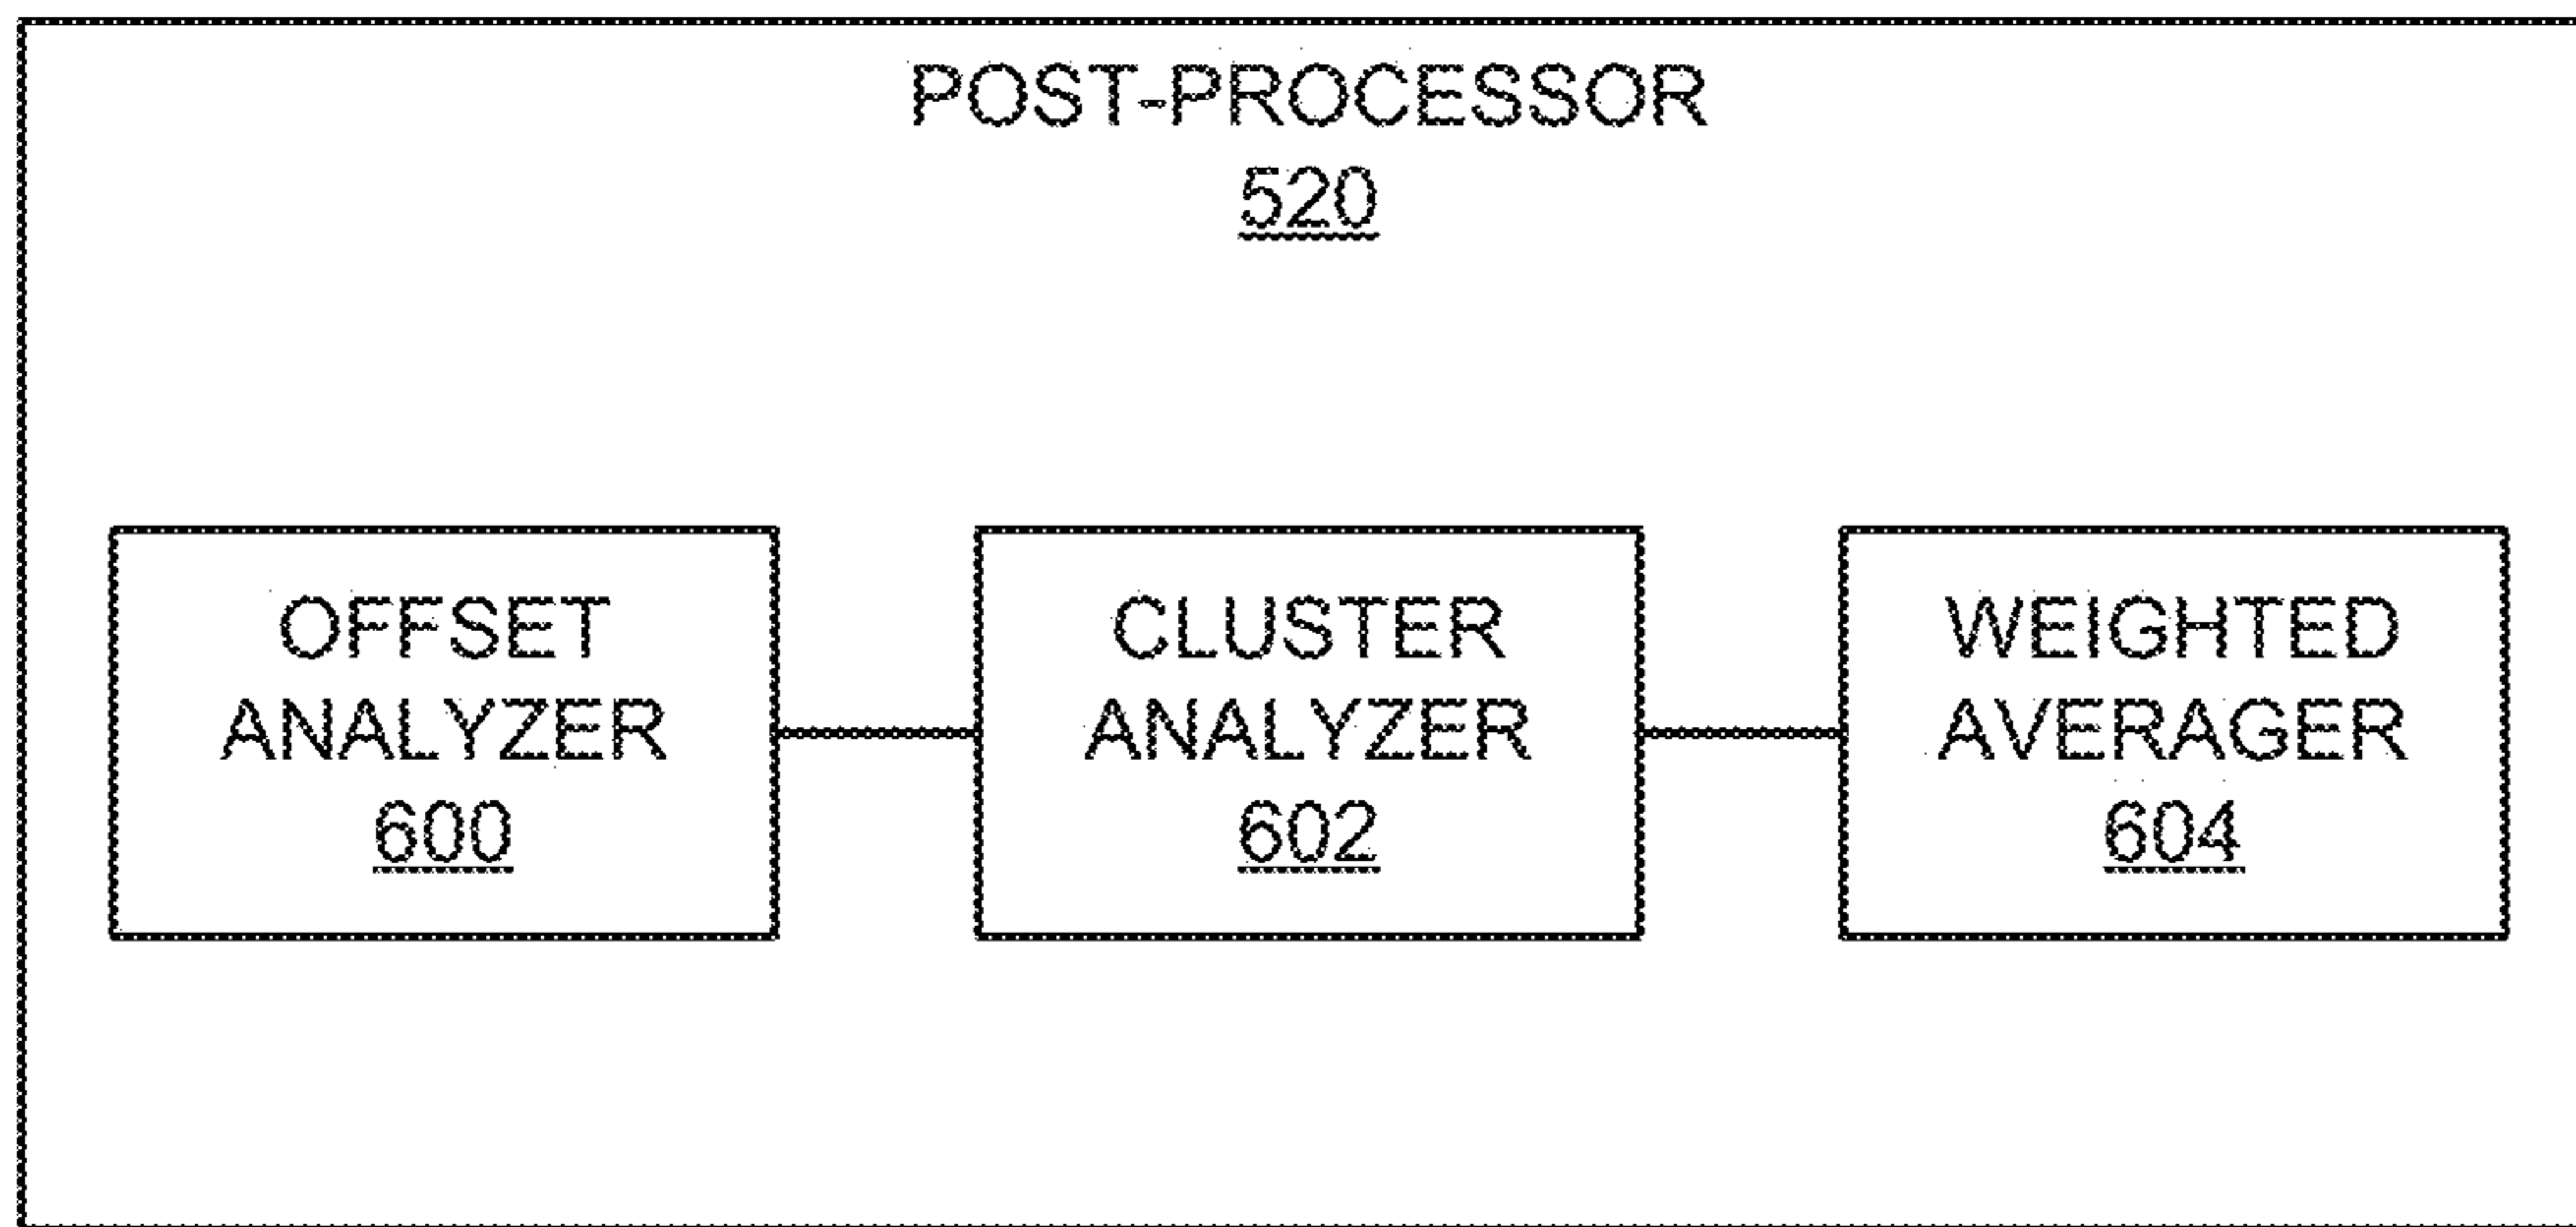 POST-PROCESSOR
520
OFFSET
ANALYZER
600
CLUSTER
ANALYZER
602
WEIGHTED
AVERAGER
604